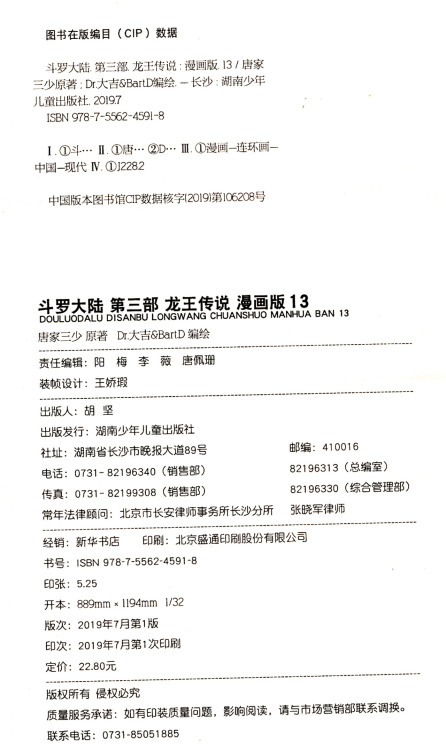 图书在版编目（CIP）数据
斗罗大陆. 第三部. 龙王传说 : 漫画版. 13 / 唐家
三少原著 ; Dr.大吉&BartD编绘. — 长沙 : 湖南少年
儿童出版社, 2019.7
ISBN 978-7-5562-4591-8
Ⅰ. ①斗… Ⅱ. ①唐… ②D… Ⅲ. ①漫画—连环画—
中国—现代 Ⅳ. ①J228.2
中国版本图书馆CIP数据核字(2019)第106208号
斗罗大陆 第三部 龙王传说 漫画版 13
DOULUODALU DISANBU LONGWANG CHUANSHUO MANHUA BAN 13
唐家三少 原著 Dr.大吉&BartD 编绘
责任编辑：阳 梅 李 薇 唐佩珊
装帧设计：王娇瑕
出版人：胡 坚
出版发行：湖南少年儿童出版社
社址：湖南省长沙市晚报大道89号 邮编：410016
电话：0731-82196340（销售部） 82196313（总编室）
传真：0731-82199308（销售部） 82196330（综合管理部）
常年法律顾问：北京市长安律师事务所长沙分所 张晓军律师
经销：新华书店 印刷：北京盛通印刷股份有限公司
书号：ISBN 978-7-5562-4591-8
印张：5.25
开本：889mm×1194mm 1/32
版次：2019年7月第1版
印次：2019年7月第1次印刷
定价：22.80元
版权所有 侵权必究
质量服务承诺：如有印装质量问题，影响阅读，请与市场营销部联系调换。
联系电话：0731-85051885